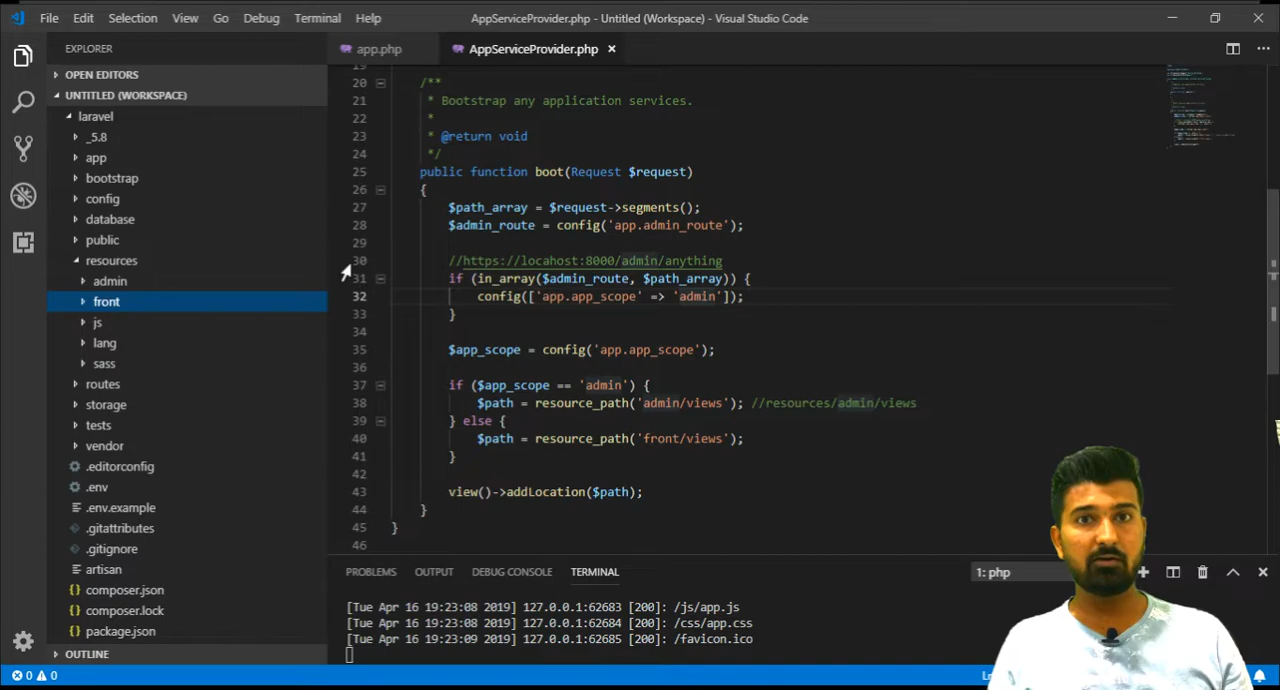 File Edit Selection View Go Debug Terminal Help AppServiceProvider.php - Untitled (Workspace) - Visual Studio Code
EXPLORER
OPEN EDITORS
UNTITLED (WORKSPACE)
laravel
_5.8
app
bootstrap
config
database
public
resources
admin
front
js
lang
sass
routes
storage
tests
vendor
.editorconfig
.env
.env.example
.gitattributes
.gitignore
artisan
composer.json
composer.lock
package.json
OUTLINE
app.php AppServiceProvider.php
19
20 /**
21 * Bootstrap any application services.
22 *
23 * @return void
24 */
25 public function boot(Request $request)
26 {
27 $path_array = $request->segments();
28 $admin_route = config('app.admin_route');
29
30 //https://locahost:8000/admin/anything
31 if (in_array($admin_route, $path_array)) {
32 config(['app.app_scope' => 'admin']);
33 }
34
35 $app_scope = config('app.app_scope');
36
37 if ($app_scope == 'admin') {
38 $path = resource_path('admin/views'); //resources/admin/views
39 } else {
40 $path = resource_path('front/views');
41 }
42
43 view()->addLocation($path);
44 }
45 }
46
PROBLEMS OUTPUT DEBUG CONSOLE TERMINAL 1: php
[Tue Apr 16 19:23:08 2019] 127.0.0.1:62683 [200]: /js/app.js
[Tue Apr 16 19:23:08 2019] 127.0.0.1:62684 [200]: /css/app.css
[Tue Apr 16 19:23:09 2019] 127.0.0.1:62685 [200]: /favicon.ico
0 0